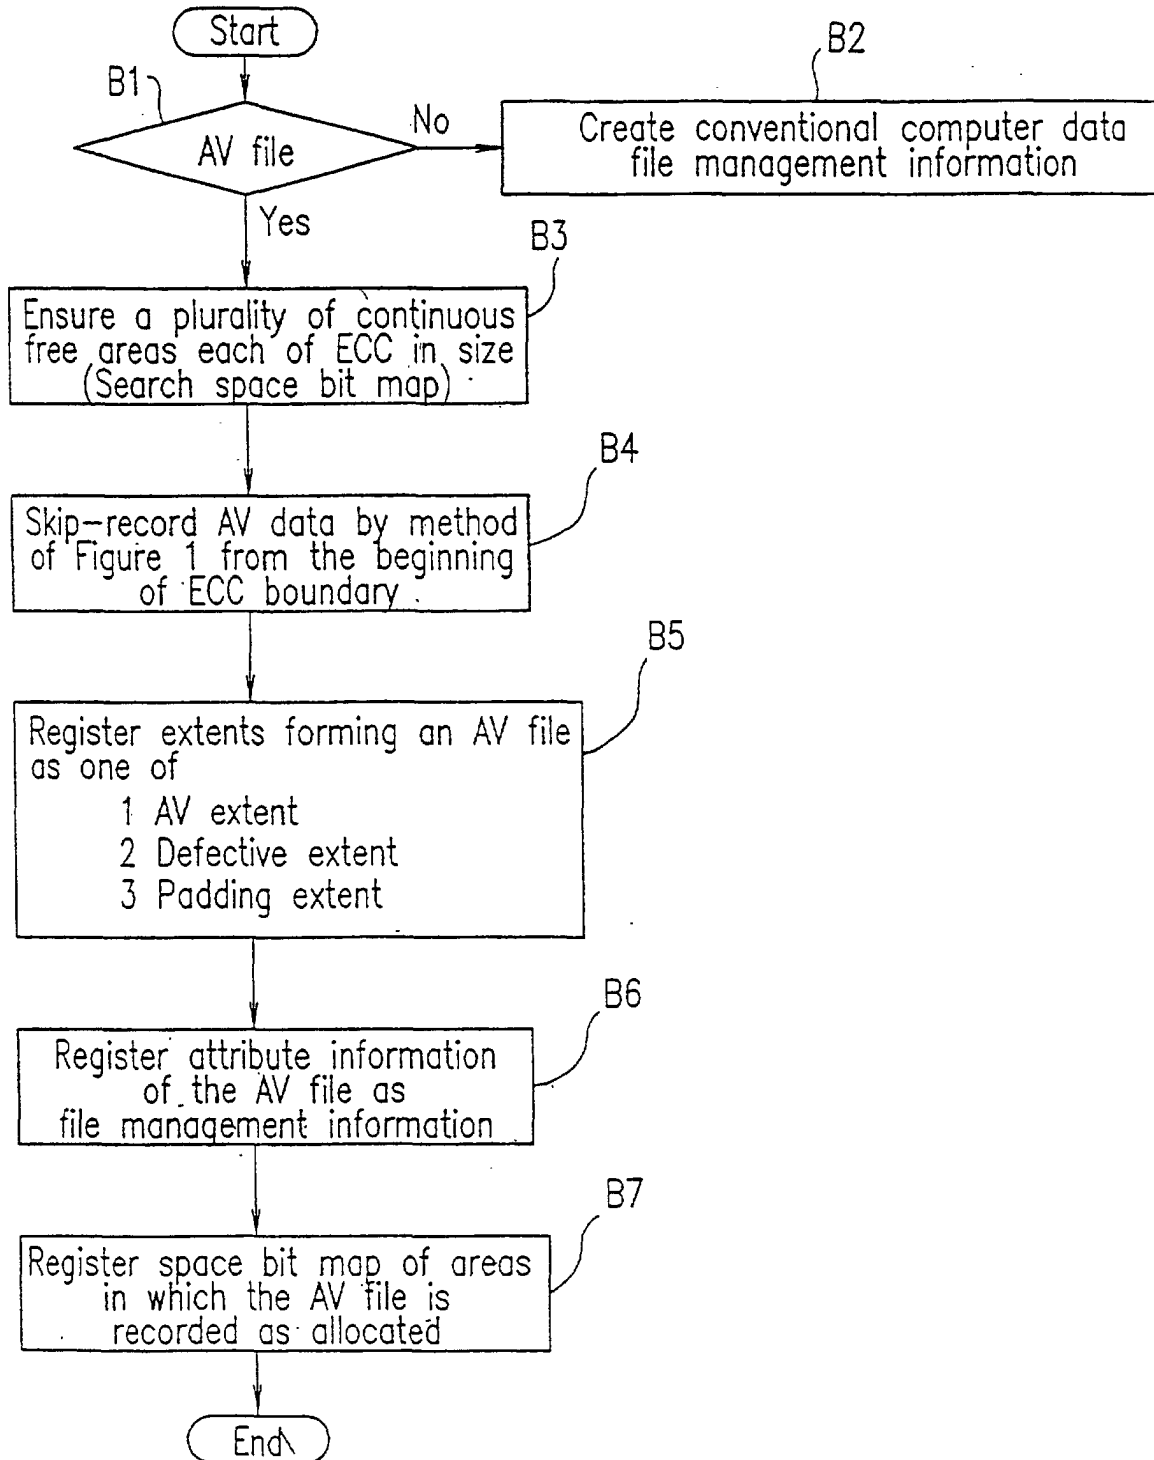 Start
B1
AV file
No
B2
Create conventional computer data
file management information
Yes
B3
Ensure a plurality of continuous
free areas each of ECC in size
(Search space bit map)
B4
Skip-record AV data by method
of Figure 1 from the beginning
of ECC boundary
B5
Register extents forming an AV file
as one of
1 AV extent
2 Defective extent
3 Padding extent
B6
Register attribute information
of the AV file as
file management information
B7
Register space bit map of areas
in which the AV file is
recorded as allocated
End